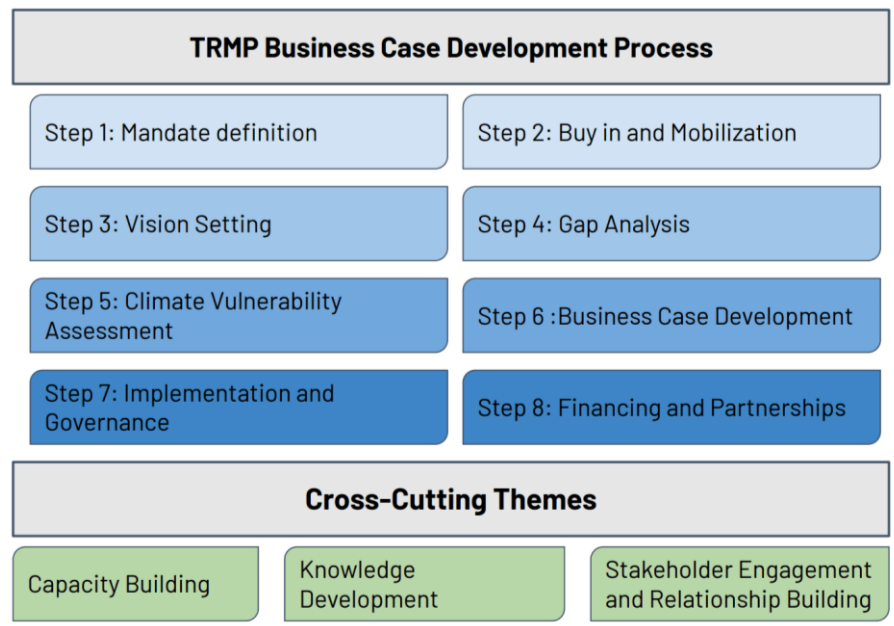 TRMP Business Case Development Process
Step 1: Mandate definition
Step 2: Buy in and Mobilization
Step 3: Vision Setting
Step 4: Gap Analysis
Step 5: Climate Vulnerability
Assessment
Step 6 :Business Case Development
Step 7: Implementation and
Governance
Step 8: Financing and Partnerships
Cross-Cutting Themes
Capacity Building
Knowledge
Development
Stakeholder Engagement
and Relationship Building